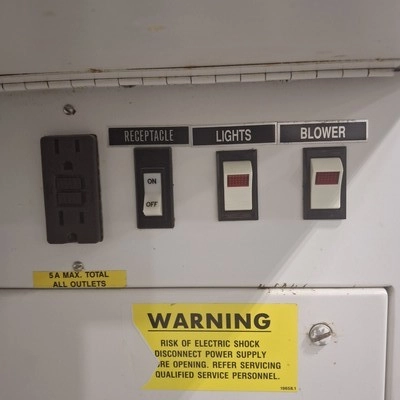 RECEPTACLE
LIGHTS
BLOWER
ON
OFF
5A MAX. TOTAL
ALL OUTLETS
WARNING
RISK OF ELECTRIC SHOCK
DISCONNECT POWER SUPPLY
RE OPENING. REFER SERVICING
QUALIFIED SERVICE PERSONNEL.